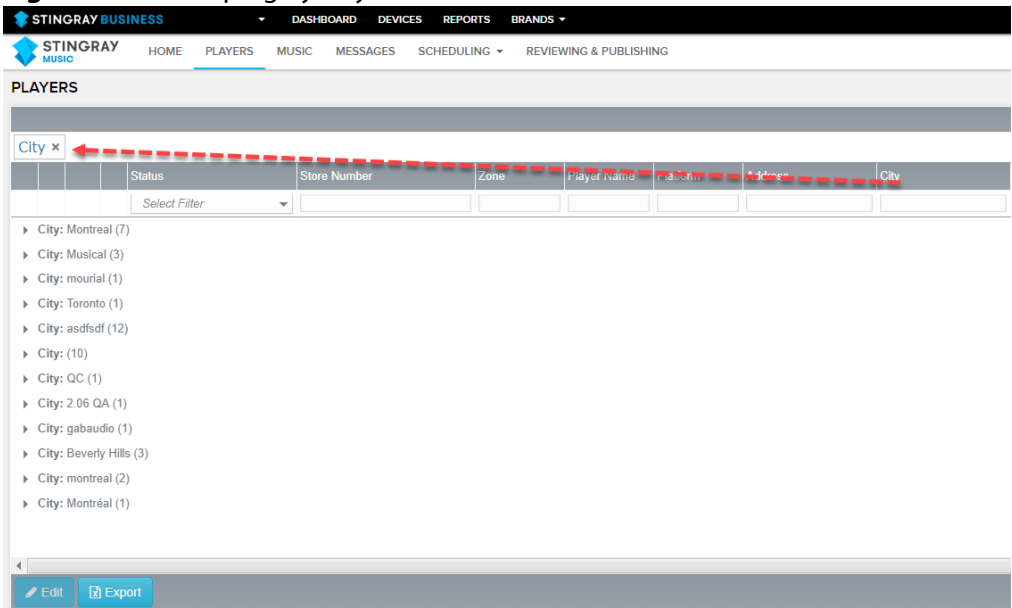 STINGRAY BUSINESS DASHBOARD DEVICES REPORTS BRANDS
STINGRAY MUSIC HOME PLAYERS MUSIC MESSAGES SCHEDULING REVIEWING & PUBLISHING
PLAYERS
City ×
Status Store Number Zone Player Name Address City
Select Filter
City: Montreal (7)
City: Musical (3)
City: mourial (1)
City: Toronto (1)
City: asdfsdf (12)
City: (10)
City: QC (1)
City: 2.06 QA (1)
City: gabaudio (1)
City: Beverly Hills (3)
City: montreal (2)
City: Montréal (1)
Edit Export